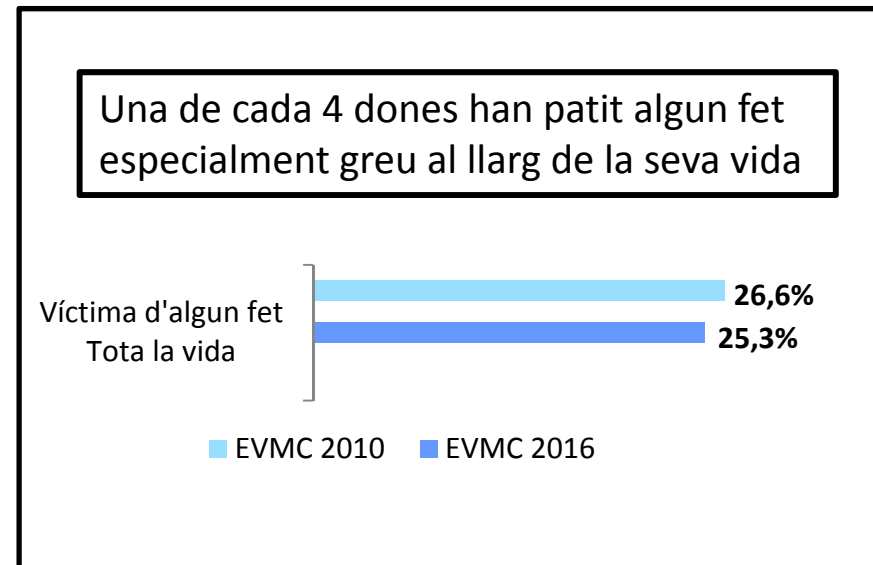 Una de cada 4 dones han patit algun fet
especialment greu al llarg de la seva vida
Víctima d'algun fet
Tota la vida
26,6%
25,3%
EVMC 2010 EVMC 2016